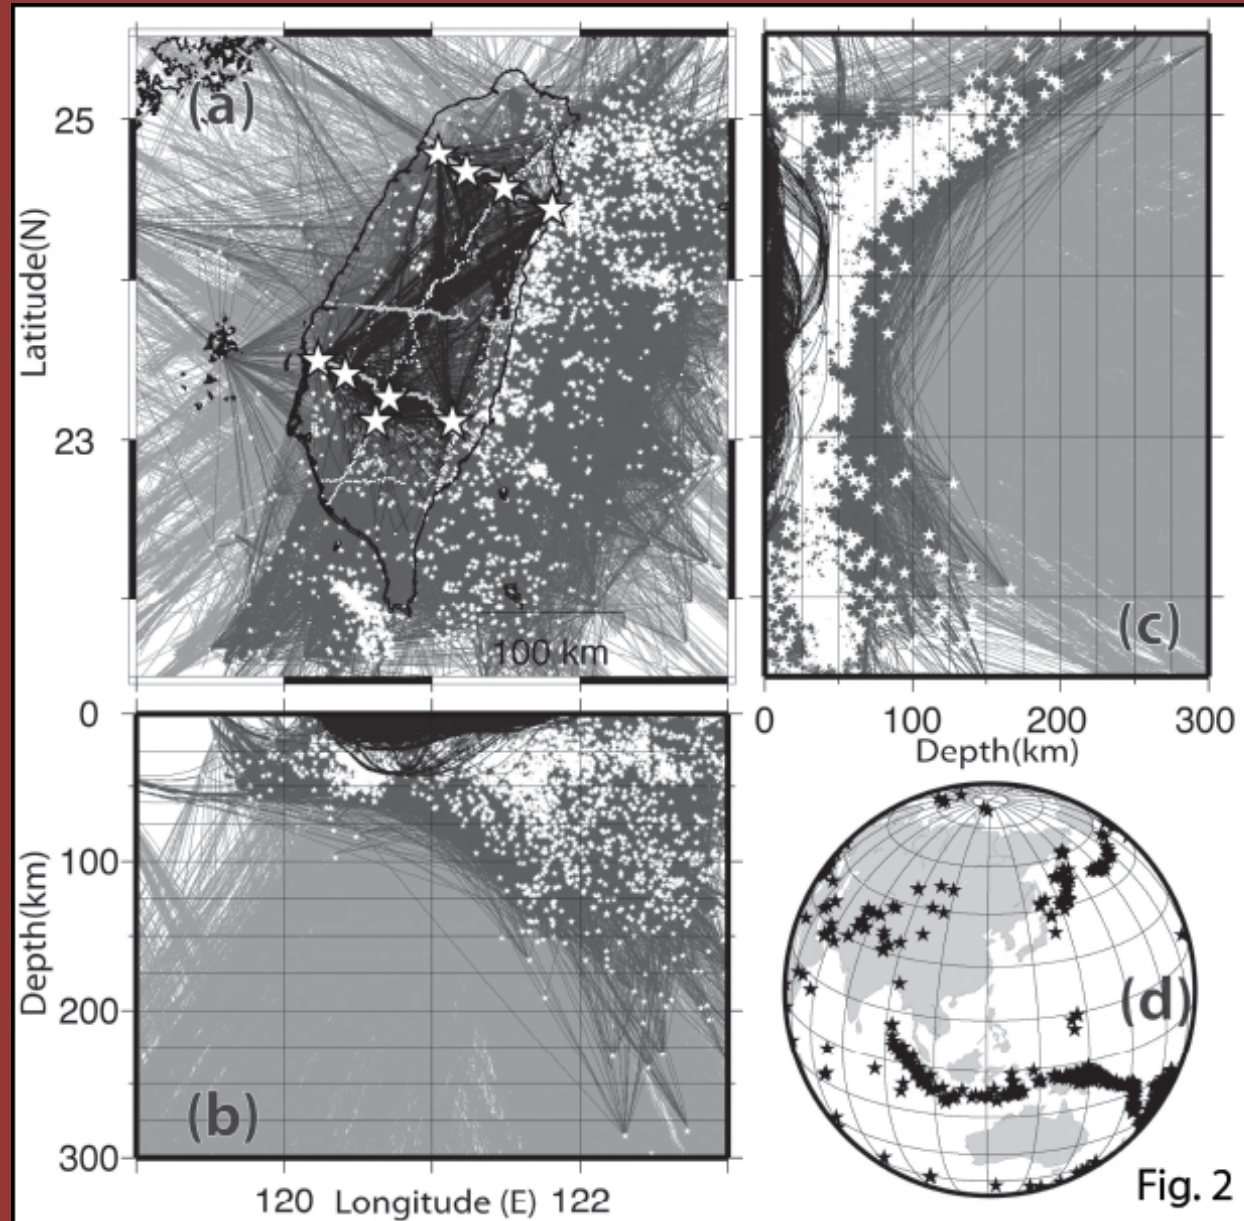 (a)
25
Latitude(N)
23
100 km
(c)
0 100 200 300
Depth(km)
0
100
Depth(km)
200
300
(b)
120 Longitude (E) 122
(d)
Fig. 2